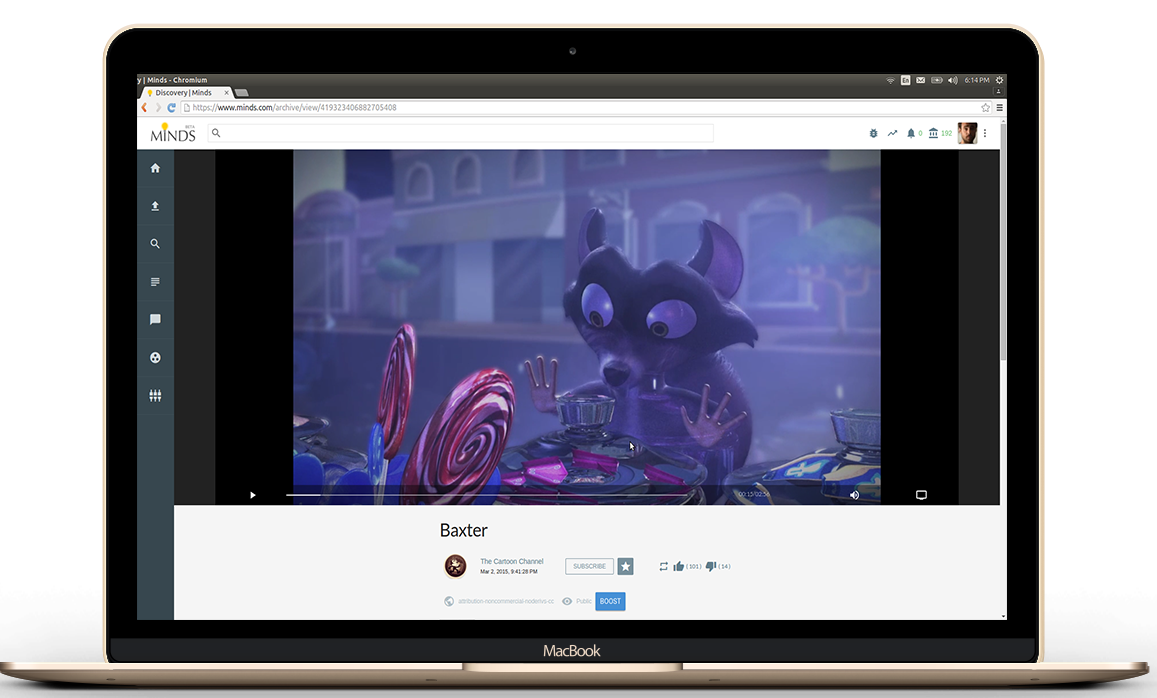 y | Minds - Chromium
En
6:14 PM
Discovery | Minds
https://www.minds.com/archive/view/419323406882705408
BETA
MINDS
0
192
00:15/02:56
Baxter
The Cartoon Channel
Mar 2, 2015, 9:41:28 PM
SUBSCRIBE
(101)
(14)
attribution-noncommercial-noderivs-cc
Public
BOOST
MacBook